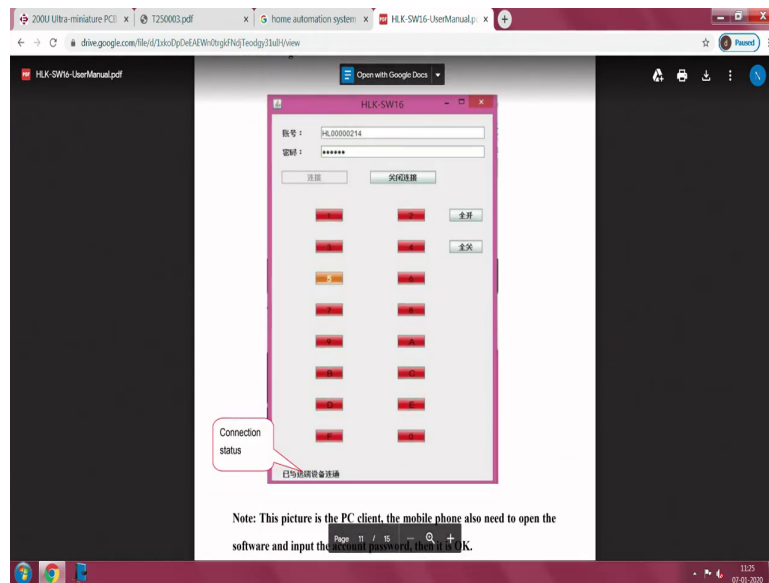 200U Ultra-miniature PCB x
T250003.pdf x
home automation system x
HLK-SW16-UserManual.p x
drive.google.com/file/d/1xkoDpDeEAEWn0trgkFNdjTeodgy31ulH/view
Paused
PDF HLK-SW16-UserManual.pdf
Open with Google Docs
HLK-SW16
账号：
HL00000214
密码：
******
连接
关闭连接
1 2 全开
3 4 全关
5 6
7 8
9 A
B C
D E
F 0
Connection
status
已与远端设备连通
Note: This picture is the PC client, the mobile phone also need to open the
software and input the account password, then it is OK.
Page 11 / 15
11:25
07-01-2020